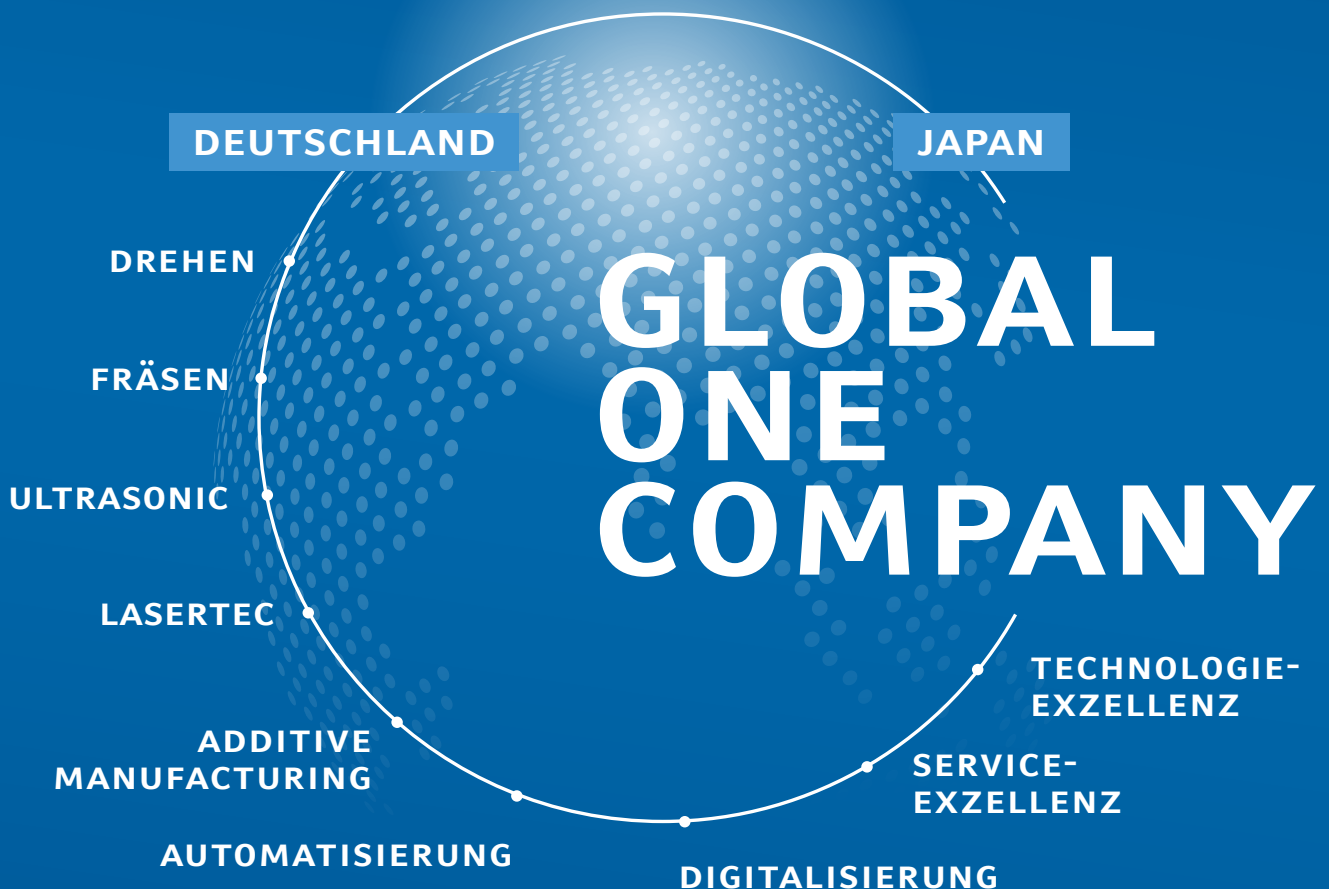 DEUTSCHLAND
JAPAN
DREHEN
FRÄSEN
ULTRASONIC
LASERTEC
ADDITIVE
MANUFACTURING
AUTOMATISIERUNG
DIGITALISIERUNG
SERVICE-
EXZELLENZ
TECHNOLOGIE-
EXZELLENZ
GLOBAL
ONE
COMPANY